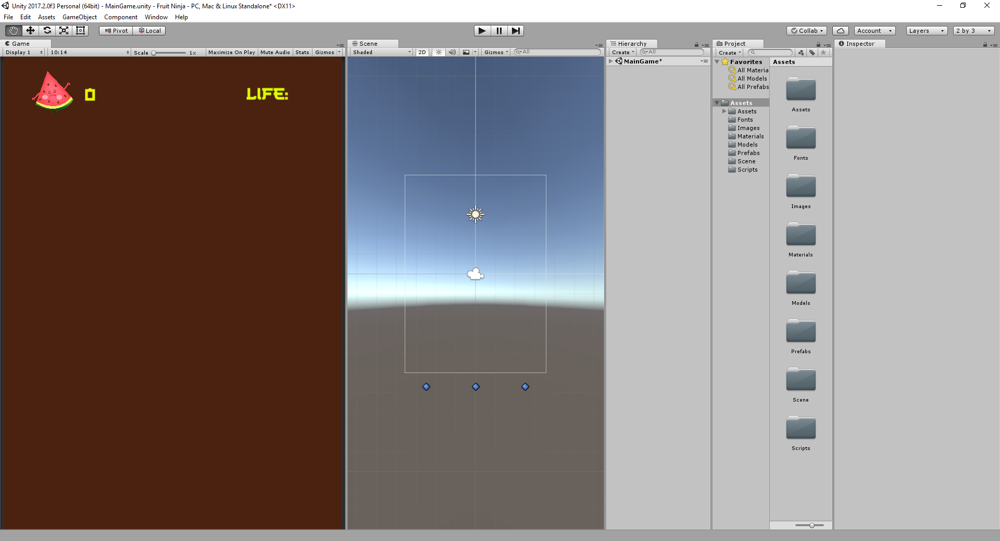 Unity 2017.2.0f3 Personal (64bit) - MainGame.unity - Fruit Ninja - PC, Mac & Linux Standalone* <DX11>
File Edit Assets GameObject Component Window Help
Pivot Local Collab Account Layers 2 by 3
Game
Display 1 10:14 Scale 1x Maximize On Play Mute Audio Stats Gizmos
0 LIFE:
Scene
Shaded 2D Gizmos All
Hierarchy
Create All
MainGame*
Project
Create
Favorites
All Materia
All Models
All Prefabs
Assets
Assets
Fonts
Images
Materials
Models
Prefabs
Scene
Scripts
Assets
Assets
Fonts
Images
Materials
Models
Prefabs
Scene
Scripts
Inspector